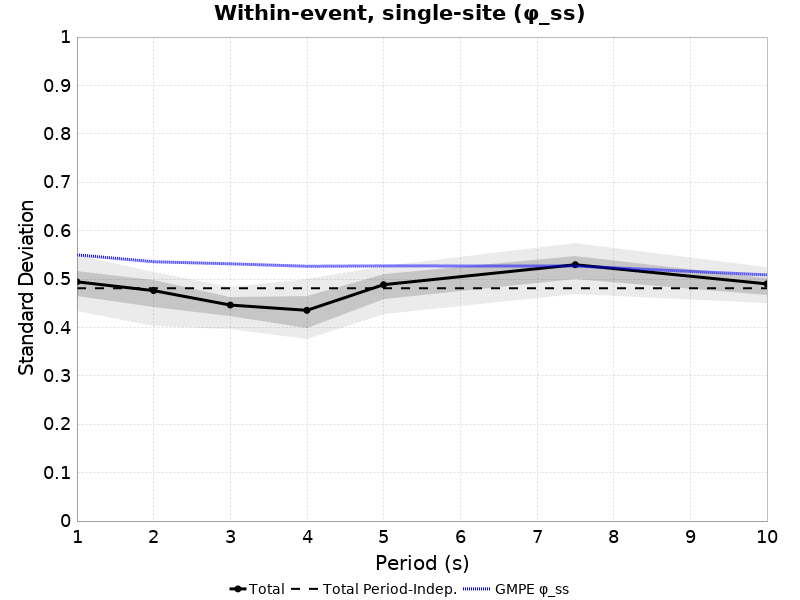 Within-event, single-site (φ_ss)
1
0.9
0.8
0.7
0.6
0.5
0.4
0.3
0.2
0.1
0
Standard Deviation
1 2 3 4 5 6 7 8 9 10
Period (s)
Total Total Period-Indep. GMPE φ_ss